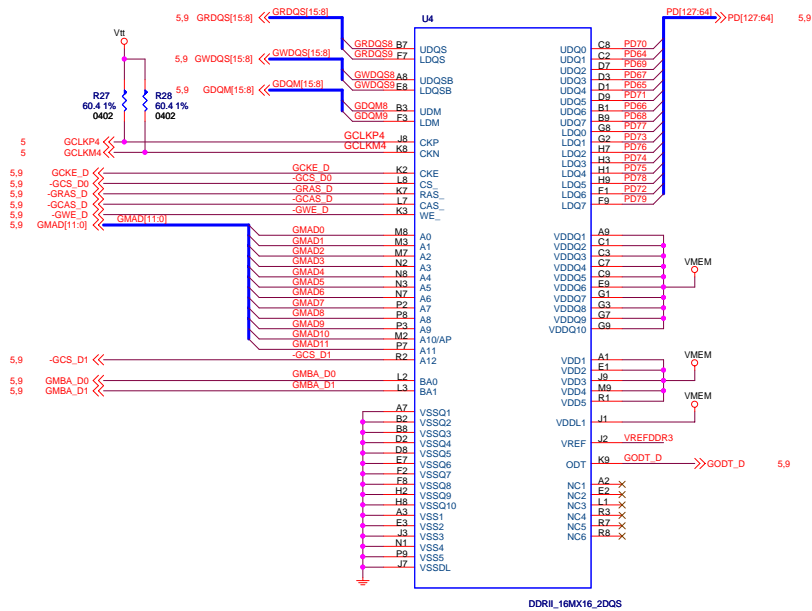 5,9 GRDQS[15:8] GRDQS[15:8] U4 PD[127:64] PD[127:64] 5,9
Vtt
GRDQS8 B7 UDQS UDQ0 C8 PD70
5,9 GWDQS[15:8] GWDQS[15:8] GRDQS9 F7 LDQS UDQ1 C2 PD64
UDQ2 D7 PD69
GWDQS8 A8 UDQSB UDQ3 D3 PD67
5,9 GDQM[15:8] GDQM[15:8] GWDQS9 E8 LDQSB UDQ4 D1 PD65
R27 R28 UDQ5 D9 PD71
60.4 1% 60.4 1% GDQM8 B3 UDM UDQ6 B1 PD66
0402 0402 GDQM9 F3 LDM UDQ7 B9 PD68
LDQ0 G8 PD77
5 GCLKP4 GCLKP4 J8 CKP LDQ1 G2 PD73
5 GCLKM4 GCLKM4 K8 CKN LDQ2 H7 PD76
LDQ3 H3 PD74
5,9 GCKE_D GCKE_D K2 CKE LDQ4 H1 PD75
5,9 -GCS_D0 -GCS_D0 L8 CS_ LDQ5 H9 PD78
5,9 -GRAS_D -GRAS_D K7 RAS_ LDQ6 F1 PD72
5,9 -GCAS_D -GCAS_D L7 CAS_ LDQ7 F9 PD79
5,9 -GWE_D -GWE_D K3 WE_
5,9 GMAD[11:0] GMAD[11:0]
GMAD0 M8 A0 VDDQ1 A9
GMAD1 M3 A1 VDDQ2 C1
GMAD2 M7 A2 VDDQ3 C3 VMEM
GMAD3 N2 A3 VDDQ4 C7
GMAD4 N8 A4 VDDQ5 C9
GMAD5 N3 A5 VDDQ6 E9
GMAD6 N7 A6 VDDQ7 G1
GMAD7 P2 A7 VDDQ8 G3
GMAD8 P8 A8 VDDQ9 G7
GMAD9 P3 A9 VDDQ10 G9
GMAD10 M2 A10/AP
GMAD11 P7 A11 VMEM
5,9 -GCS_D1 -GCS_D1 R2 A12 VDD1 A1
VDD2 E1
5,9 GMBA_D0 GMBA_D0 L2 BA0 VDD3 J9
5,9 GMBA_D1 GMBA_D1 L3 BA1 VDD4 M9
VDD5 R1 VMEM
A7 VSSQ1
B2 VSSQ2 VDDL1 J1
B8 VSSQ3
D2 VSSQ4 VREF J2 VREFDDR3
D8 VSSQ5
E7 VSSQ6 ODT K9 GODT_D GODT_D 5,9
F2 VSSQ7
F8 VSSQ8 NC1 A2
H2 VSSQ9 NC2 E2
H8 VSSQ10 NC3 L1
A3 VSS1 NC4 R3
E3 VSS2 NC5 R7
J3 VSS3 NC6 R8
N1 VSS4
P9 VSS5
J7 VSSDL
DDRII_16MX16_2DQS